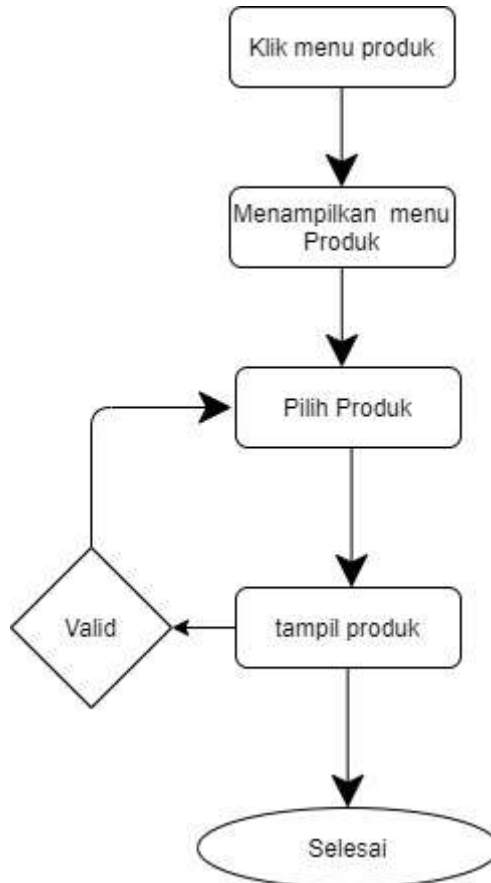 Klik menu produk
Menampilkan menu
Produk
Pilih Produk
Valid
tampil produk
Selesai